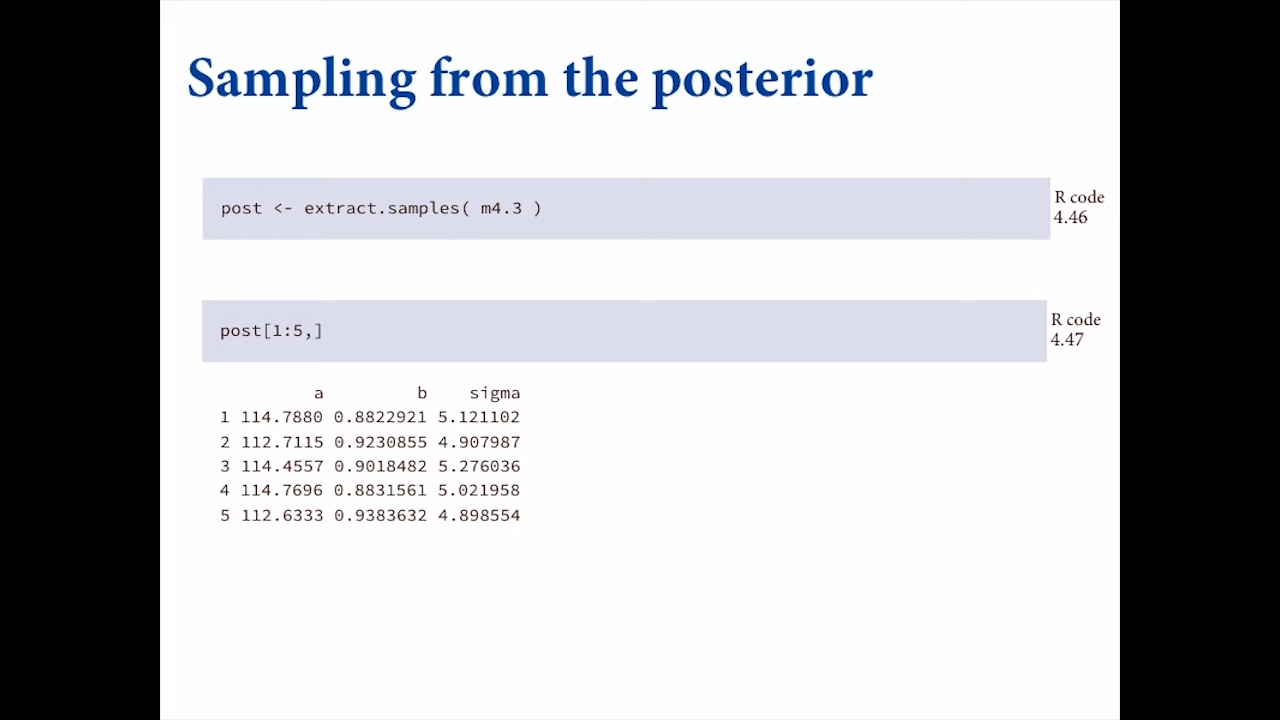 Sampling from the posterior
post <- extract.samples( m4.3 )
R code
4.46
post[1:5,]
R code
4.47
a b sigma
1 114.7880 0.8822921 5.121102
2 112.7115 0.9230855 4.907987
3 114.4557 0.9018482 5.276036
4 114.7696 0.8831561 5.021958
5 112.6333 0.9383632 4.898554